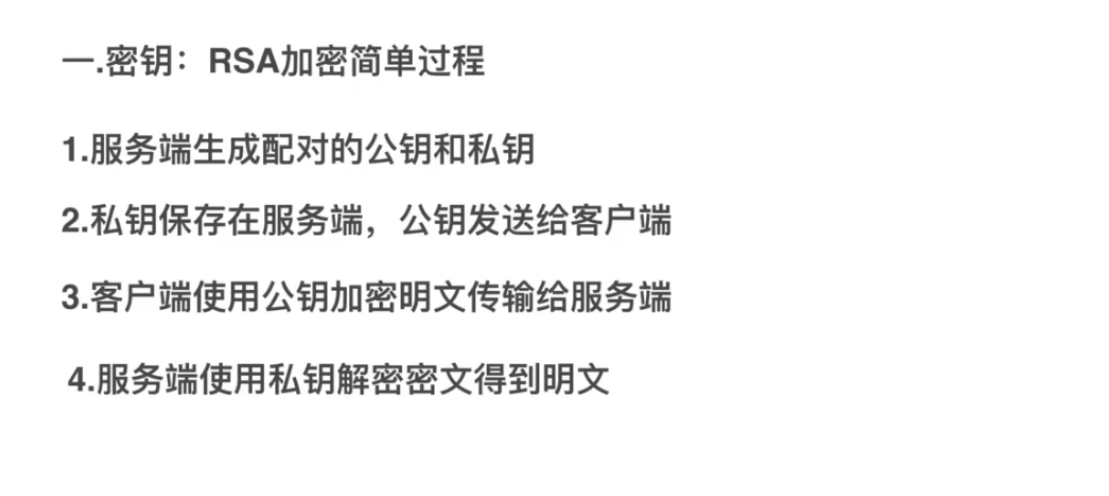 一.密钥：RSA加密简单过程
1.服务端生成配对的公钥和私钥
2.私钥保存在服务端，公钥发送给客户端
3.客户端使用公钥加密明文传输给服务端
4.服务端使用私钥解密密文得到明文